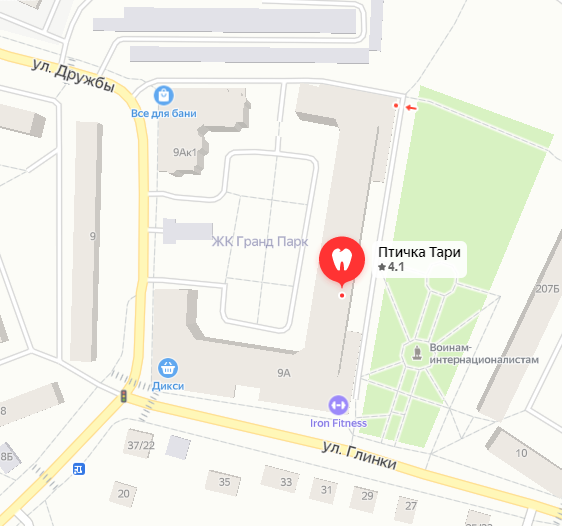 ул. Дружбы
Все для бани
9Ак1
9
ЖК Гранд Парк
Птичка Тари
4.1
207Б
Воинам-
интернационалистам
9А
Дикси
Iron Fitness
ул. Глинки
8
8Б
37/22
20
35
33
31
29
27
10